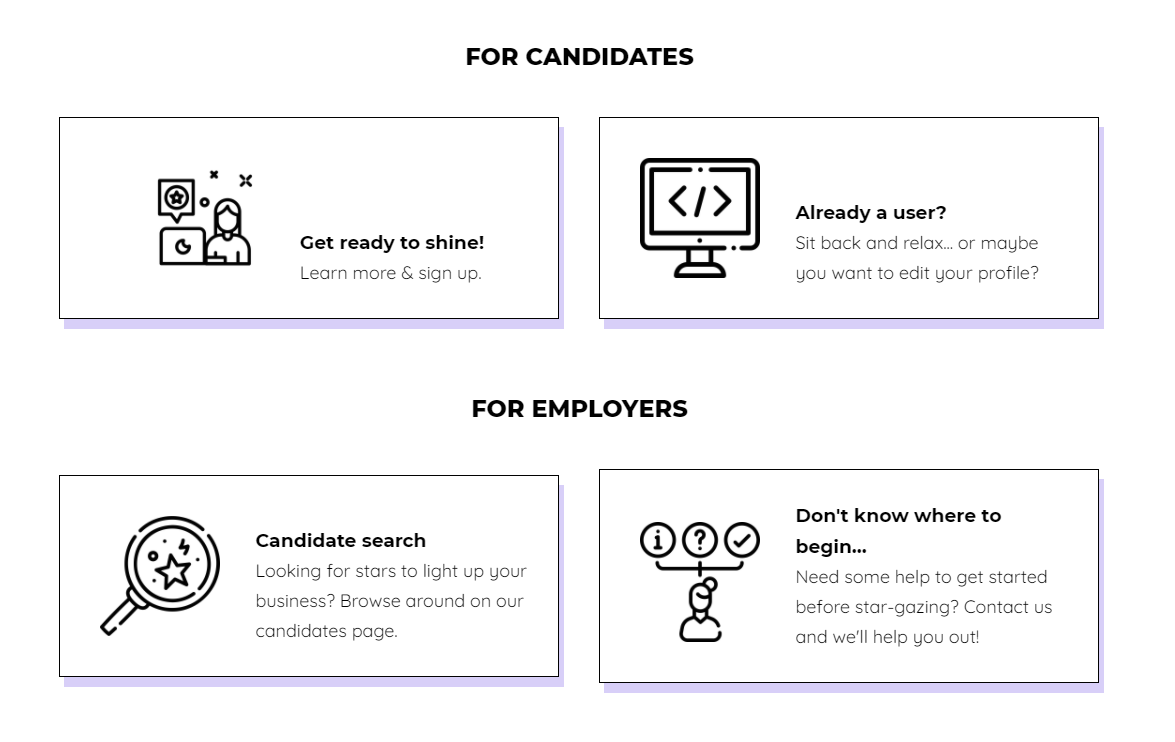 FOR CANDIDATES
Get ready to shine!
Learn more & sign up.
Already a user?
Sit back and relax... or maybe
you want to edit your profile?
FOR EMPLOYERS
Candidate search
Looking for stars to light up your
business? Browse around on our
candidates page.
Don't know where to
begin...
Need some help to get started
before star-gazing? Contact us
and we'll help you out!